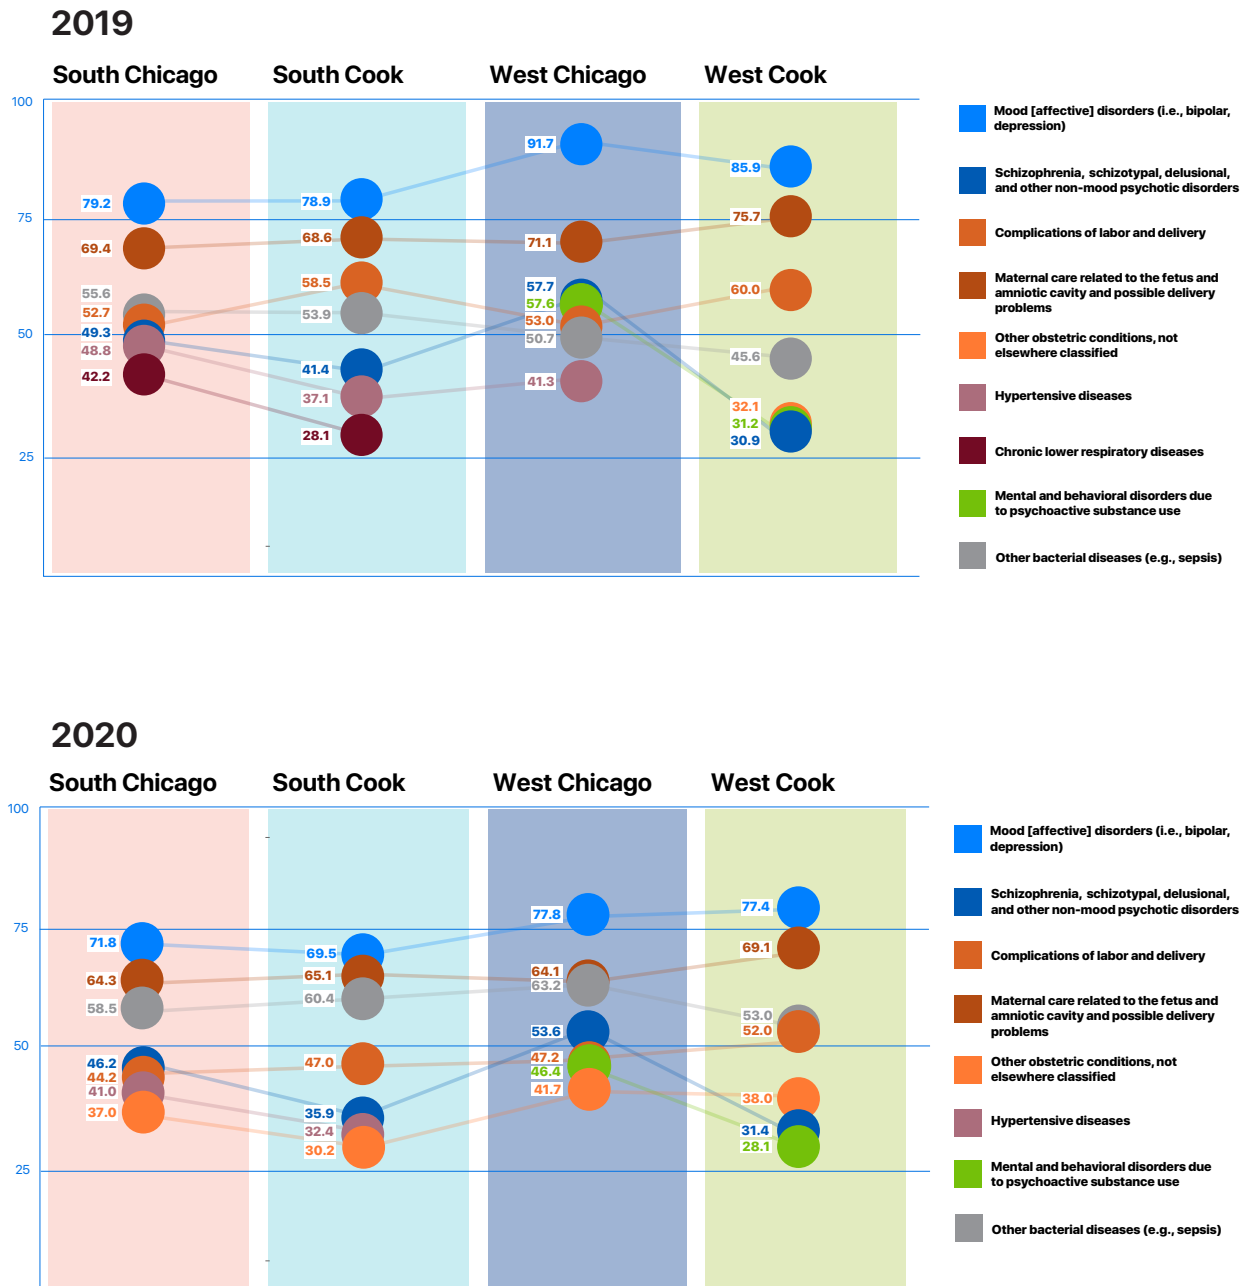 2019
South Chicago South Cook West Chicago West Cook
100
75
50
25
79.2
69.4
55.6
52.7
49.3
48.8
42.2
78.9
68.6
58.5
53.9
41.4
37.1
28.1
91.7
71.1
57.7
57.6
53.0
50.7
41.3
85.9
75.7
60.0
45.6
32.1
31.2
30.9
Mood [affective] disorders (i.e., bipolar,
depression)
Schizophrenia, schizotypal, delusional,
and other non-mood psychotic disorders
Complications of labor and delivery
Maternal care related to the fetus and
amniotic cavity and possible delivery
problems
Other obstetric conditions, not
elsewhere classified
Hypertensive diseases
Chronic lower respiratory diseases
Mental and behavioral disorders due
to psychoactive substance use
Other bacterial diseases (e.g., sepsis)
2020
South Chicago South Cook West Chicago West Cook
100
75
50
25
71.8
64.3
58.5
46.2
44.2
41.0
37.0
69.5
65.1
60.4
47.0
35.9
32.4
30.2
77.8
64.1
63.2
53.6
47.2
46.4
41.7
77.4
69.1
53.0
52.0
38.0
31.4
28.1
Mood [affective] disorders (i.e., bipolar,
depression)
Schizophrenia, schizotypal, delusional,
and other non-mood psychotic disorders
Complications of labor and delivery
Maternal care related to the fetus and
amniotic cavity and possible delivery
problems
Other obstetric conditions, not
elsewhere classified
Hypertensive diseases
Mental and behavioral disorders due
to psychoactive substance use
Other bacterial diseases (e.g., sepsis)